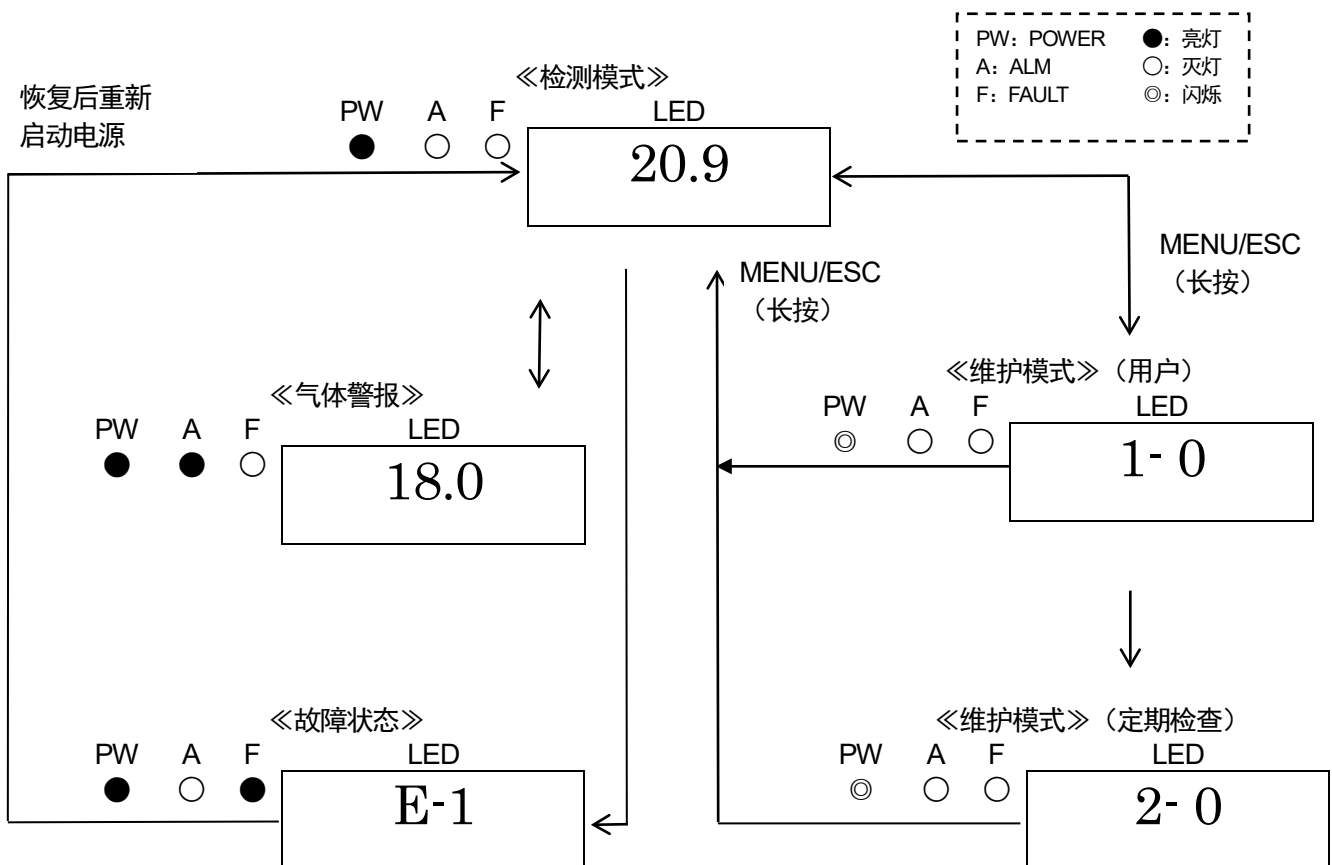 PW：POWER ●：亮灯
A：ALM ○：灭灯
F：FAULT ◎：闪烁
≪检测模式≫
恢复后重新
启动电源
PW A F LED
● ○ ○
20.9
MENU/ESC
（长按）
MENU/ESC
（长按）
≪气体警报≫
PW A F LED
● ● ○
18.0
≪维护模式≫（用户）
PW A F LED
◎ ○ ○
1- 0
≪故障状态≫
PW A F LED
● ○ ●
E-1
≪维护模式≫（定期检查）
PW A F LED
◎ ○ ○
2- 0